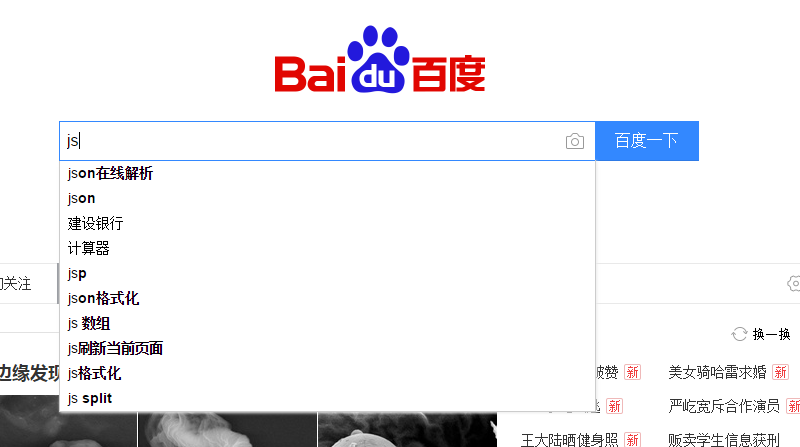 Bai du 百度
js
百度一下
json在线解析
json
建设银行
计算器
jsp
json格式化
js 数组
js刷新当前页面
js格式化
js split
关注
换一换
边缘发现
被赞 新
美女骑哈雷求婚 新
新
严屹宽斥合作演员 新
王大陆晒健身照 新
贩卖学生信息获刑